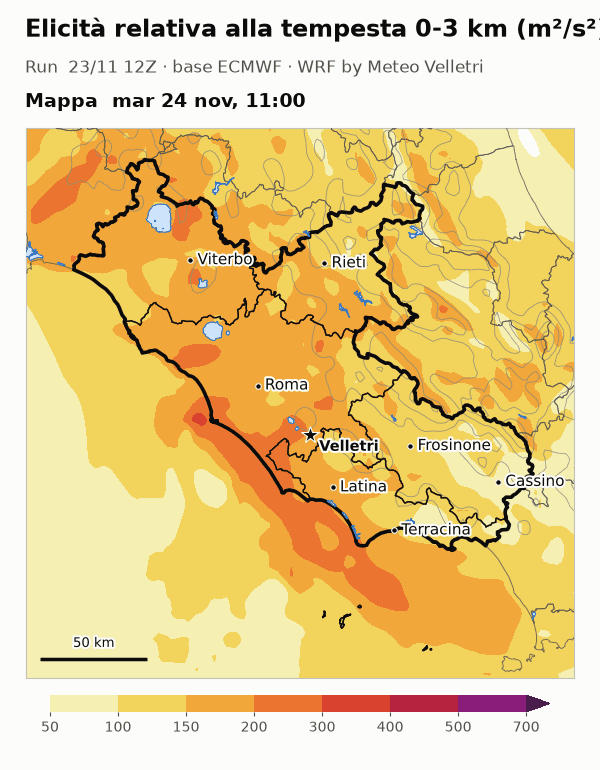 Elicità relativa alla tempesta 0-3 km (m²/s²)
Run 23/11 12Z · base ECMWF · WRF by Meteo Velletri
Mappa mar 24 nov, 11:00
Viterbo
Rieti
Roma
Velletri
Frosinone
Cassino
Latina
Terracina
50 km
50 100 150 200 300 400 500 700